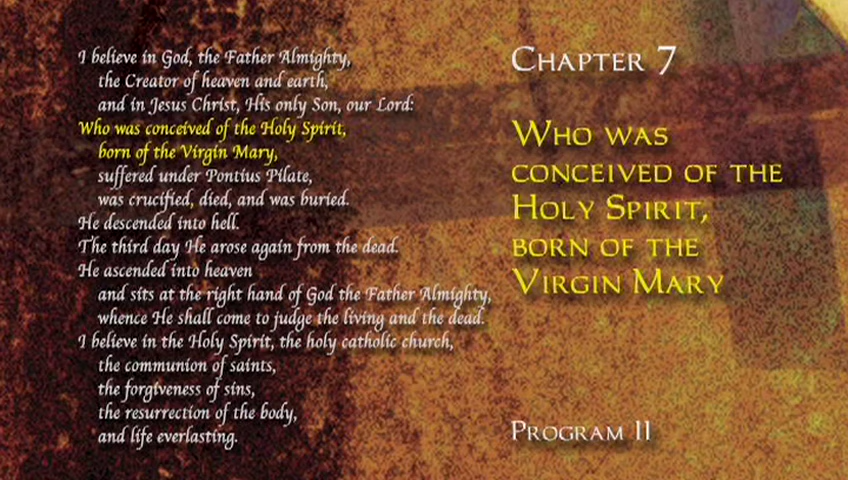 I believe in God, the Father Almighty,
the Creator of heaven and earth,
and in Jesus Christ, His only Son, our Lord:
Who was conceived of the Holy Spirit,
born of the Virgin Mary,
suffered under Pontius Pilate,
was crucified, died, and was buried.
He descended into hell.
The third day He arose again from the dead.
He ascended into heaven
and sits at the right hand of God the Father Almighty,
whence He shall come to judge the living and the dead.
I believe in the Holy Spirit, the holy catholic church,
the communion of saints,
the forgiveness of sins,
the resurrection of the body,
and life everlasting.
Chapter 7
Who was
conceived of the
Holy Spirit,
born of the
Virgin Mary
Program 11